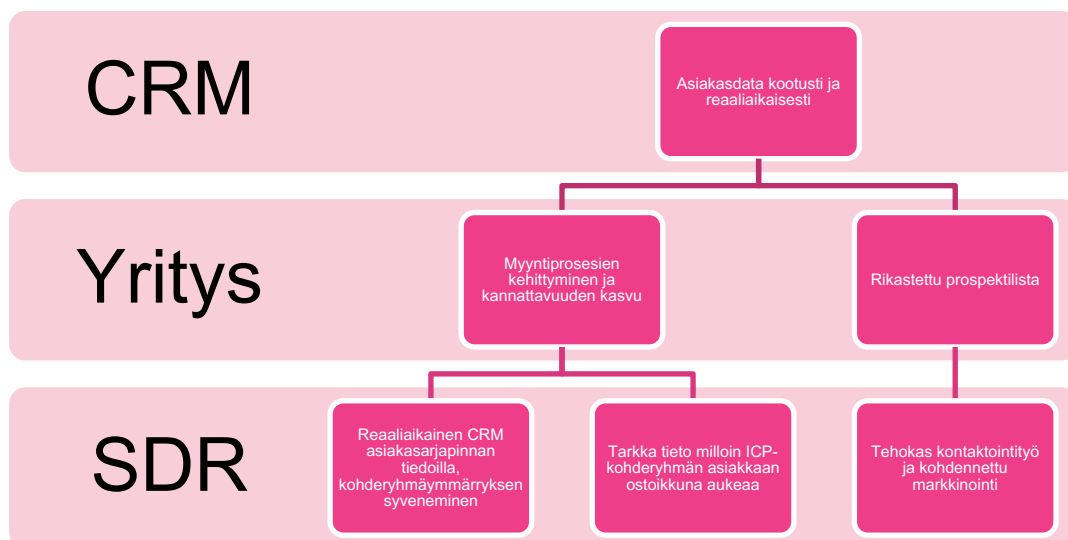 CRM
Asiakasdata kootusti ja
reaaliaikaisesti
Yritys
Myyntiprosesien
kehittyminen ja
kannattavuuden kasvu
Rikastettu prospektilista
SDR
Reaaliaikainen CRM
asiakasarjapinnan
tiedoilla,
kohderyhmäymmärryksen
syveneminen
Tarkka tieto milloin ICP-
kohderyhmän asiakkaan
ostoikkuna aukeaa
Tehokas kontaktointityö
ja kohdennettu
markkinointi